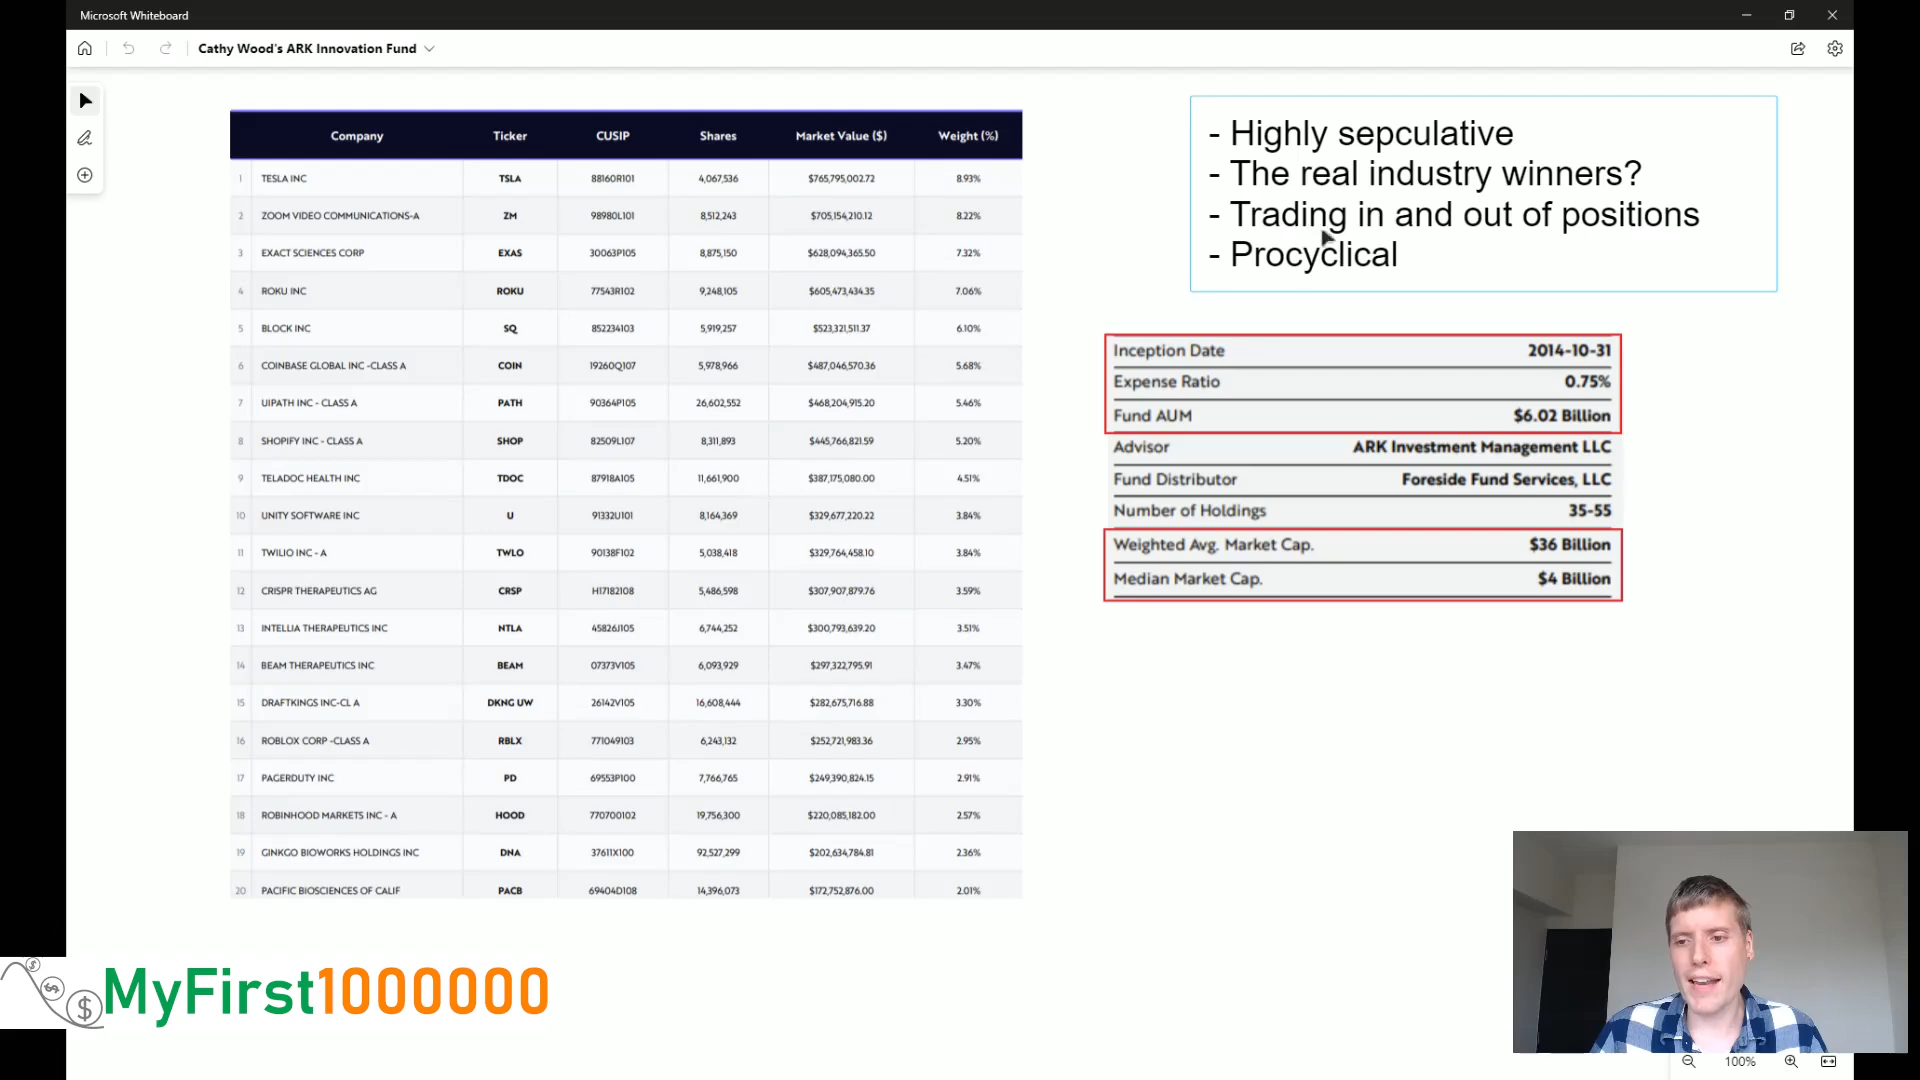 Microsoft Whiteboard
Cathy Wood's ARK Innovation Fund
Company Ticker CUSIP Shares Market Value ($) Weight (%)
1 TESLA INC TSLA 88160R101 4,067,536 $765,795,002.72 8.93%
2 ZOOM VIDEO COMMUNICATIONS-A ZM 98980L101 8,512,243 $705,154,210.12 8.22%
3 EXACT SCIENCES CORP EXAS 30063P105 8,875,150 $628,094,365.50 7.32%
4 ROKU INC ROKU 77543R102 9,248,105 $605,473,434.35 7.06%
5 BLOCK INC SQ 852234103 5,919,257 $523,321,511.37 6.10%
6 COINBASE GLOBAL INC -CLASS A COIN 19260Q107 5,978,966 $487,046,570.36 5.68%
7 UIPATH INC - CLASS A PATH 90364P105 26,602,552 $468,204,915.20 5.46%
8 SHOPIFY INC - CLASS A SHOP 82509L107 8,311,893 $445,766,821.59 5.20%
9 TELADOC HEALTH INC TDOC 87918A105 11,661,900 $387,175,080.00 4.51%
10 UNITY SOFTWARE INC U 91332U101 8,164,369 $329,677,220.22 3.84%
11 TWILIO INC - A TWLO 90138F102 5,038,418 $329,764,458.10 3.84%
12 CRISPR THERAPEUTICS AG CRSP H17182108 5,486,598 $307,907,879.76 3.59%
13 INTELLIA THERAPEUTICS INC NTLA 45826J105 6,744,252 $300,793,639.20 3.51%
14 BEAM THERAPEUTICS INC BEAM 07373V105 6,093,929 $297,322,795.91 3.47%
15 DRAFTKINGS INC-CL A DKNG UW 26142V105 16,608,444 $282,675,716.88 3.30%
16 ROBLOX CORP -CLASS A RBLX 771049103 6,243,132 $252,721,983.36 2.95%
17 PAGERDUTY INC PD 69553P100 7,766,765 $249,390,824.15 2.91%
18 ROBINHOOD MARKETS INC - A HOOD 770700102 19,756,300 $220,085,182.00 2.57%
19 GINKGO BIOWORKS HOLDINGS INC DNA 37611X100 92,527,299 $202,634,784.81 2.36%
20 PACIFIC BIOSCIENCES OF CALIF PACB 69404D108 14,396,073 $172,752,876.00 2.01%
- Highly sepculative
- The real industry winners?
- Trading in and out of positions
- Procyclical
Inception Date 2014-10-31
Expense Ratio 0.75%
Fund AUM $6.02 Billion
Advisor ARK Investment Management LLC
Fund Distributor Foreside Fund Services, LLC
Number of Holdings 35-55
Weighted Avg. Market Cap. $36 Billion
Median Market Cap. $4 Billion
$ $ $ MyFirst1000000
100%